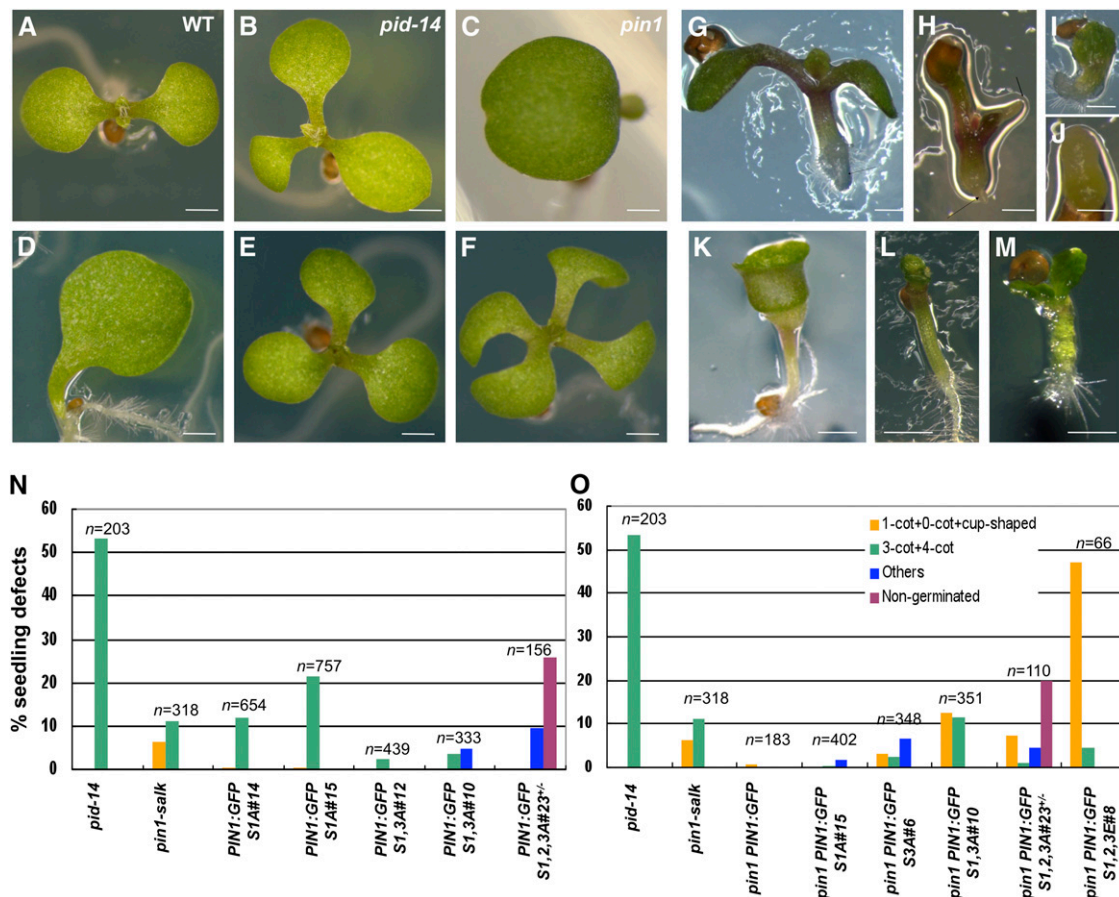 A WT
B pid-14
C pin1
G
H
I
J
D
E
F
K
L
M
N
O
% seedling defects
60
50
40
30
20
10
0
n=203
n=318
n=654
n=757
n=439
n=333
n=156
pid-14
pin1-salk
PIN1:GFP S1A#14
PIN1:GFP S1A#15
PIN1:GFP S1,3A#12
PIN1:GFP S1,3A#10
PIN1:GFP S1,2,3A#23+/-
60
50
40
30
20
10
0
1-cot+0-cot+cup-shaped
3-cot+4-cot
Others
Non-germinated
n=203
n=318
n=183
n=402
n=348
n=351
n=110
n=66
pid-14
pin1-salk
pin1 PIN1:GFP
pin1 PIN1:GFP S1A#15
pin1 PIN1:GFP S3A#6
pin1 PIN1:GFP S1,3A#10
pin1 PIN1:GFP S1,2,3A#23+/-
pin1 PIN1:GFP S1,2,3E#8